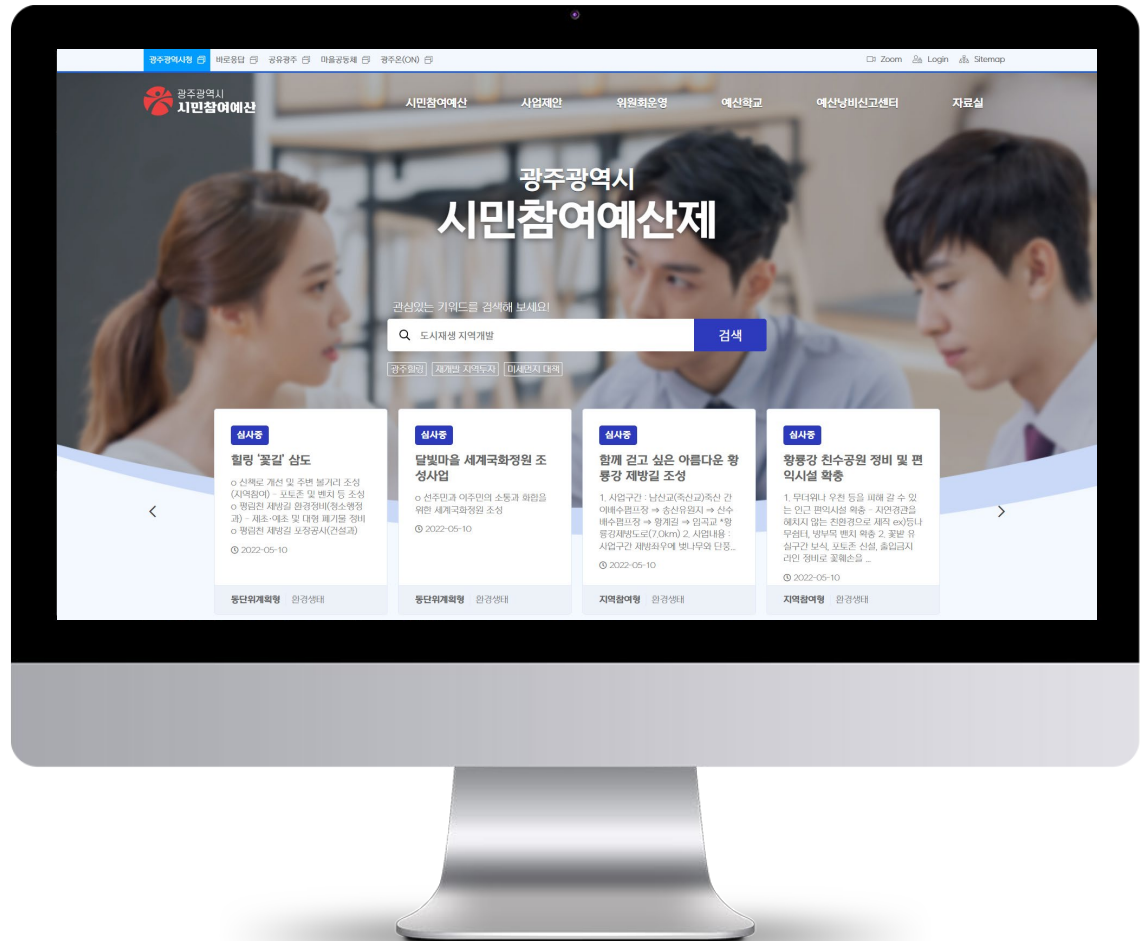 광주광역시청 바로응답 공유광주 마을공동체 광주온(ON) Zoom Login Sitemap
광주광역시
시민참여예산
시민참여예산 사업제안 위원회운영 예산학교 예산낭비신고센터 자료실
광주광역시
시민참여예산제
관심있는 키워드를 검색해 보세요!
도시재생 지역개발 검색
광주힐링 재개발 지역투자 미세먼지 대책
심사중
힐링 '꽃길' 삼도
o 산책로 개선 및 주변 볼거리 조성
(지역참여) - 포토존 및 벤치 등 조성
o 평림천 제방길 환경정비(청소행정
과) - 제초·예초 및 대형 폐기물 정비
o 평림천 제방길 포장공사(건설과)
2022-05-10
동단위계획형 환경생태
심사중
달빛마을 세계국화정원 조
성사업
o 선주민과 이주민의 소통과 화합을
위한 세계국화정원 조성
2022-05-10
동단위계획형 환경생태
심사중
함께 걷고 싶은 아름다운 황
룡강 제방길 조성
1. 사업구간 : 남산교(죽산교)죽산 간
이배수펌프장 → 송산유원지 → 산수
배수펌프장 → 황계골 → 임곡교 *황
룡강제방도로(7.0km) 2. 사업내용 :
사업구간 제방좌우에 벚나무와 단풍...
2022-05-10
지역참여형 환경생태
심사중
황룡강 친수공원 정비 및 편
익시설 확충
1. 무더위나 우천 등을 피해 갈 수 있
는 인근 편익시설 확충 - 자연경관을
해치지 않는 친환경으로 제작 ex)등나
무쉼터, 방부목 벤치 확충 2. 꽃밭 유
실구간 보식, 포토존 신설, 출입금지
라인 정비로 꽃훼손을 ...
2022-05-10
지역참여형 환경생태